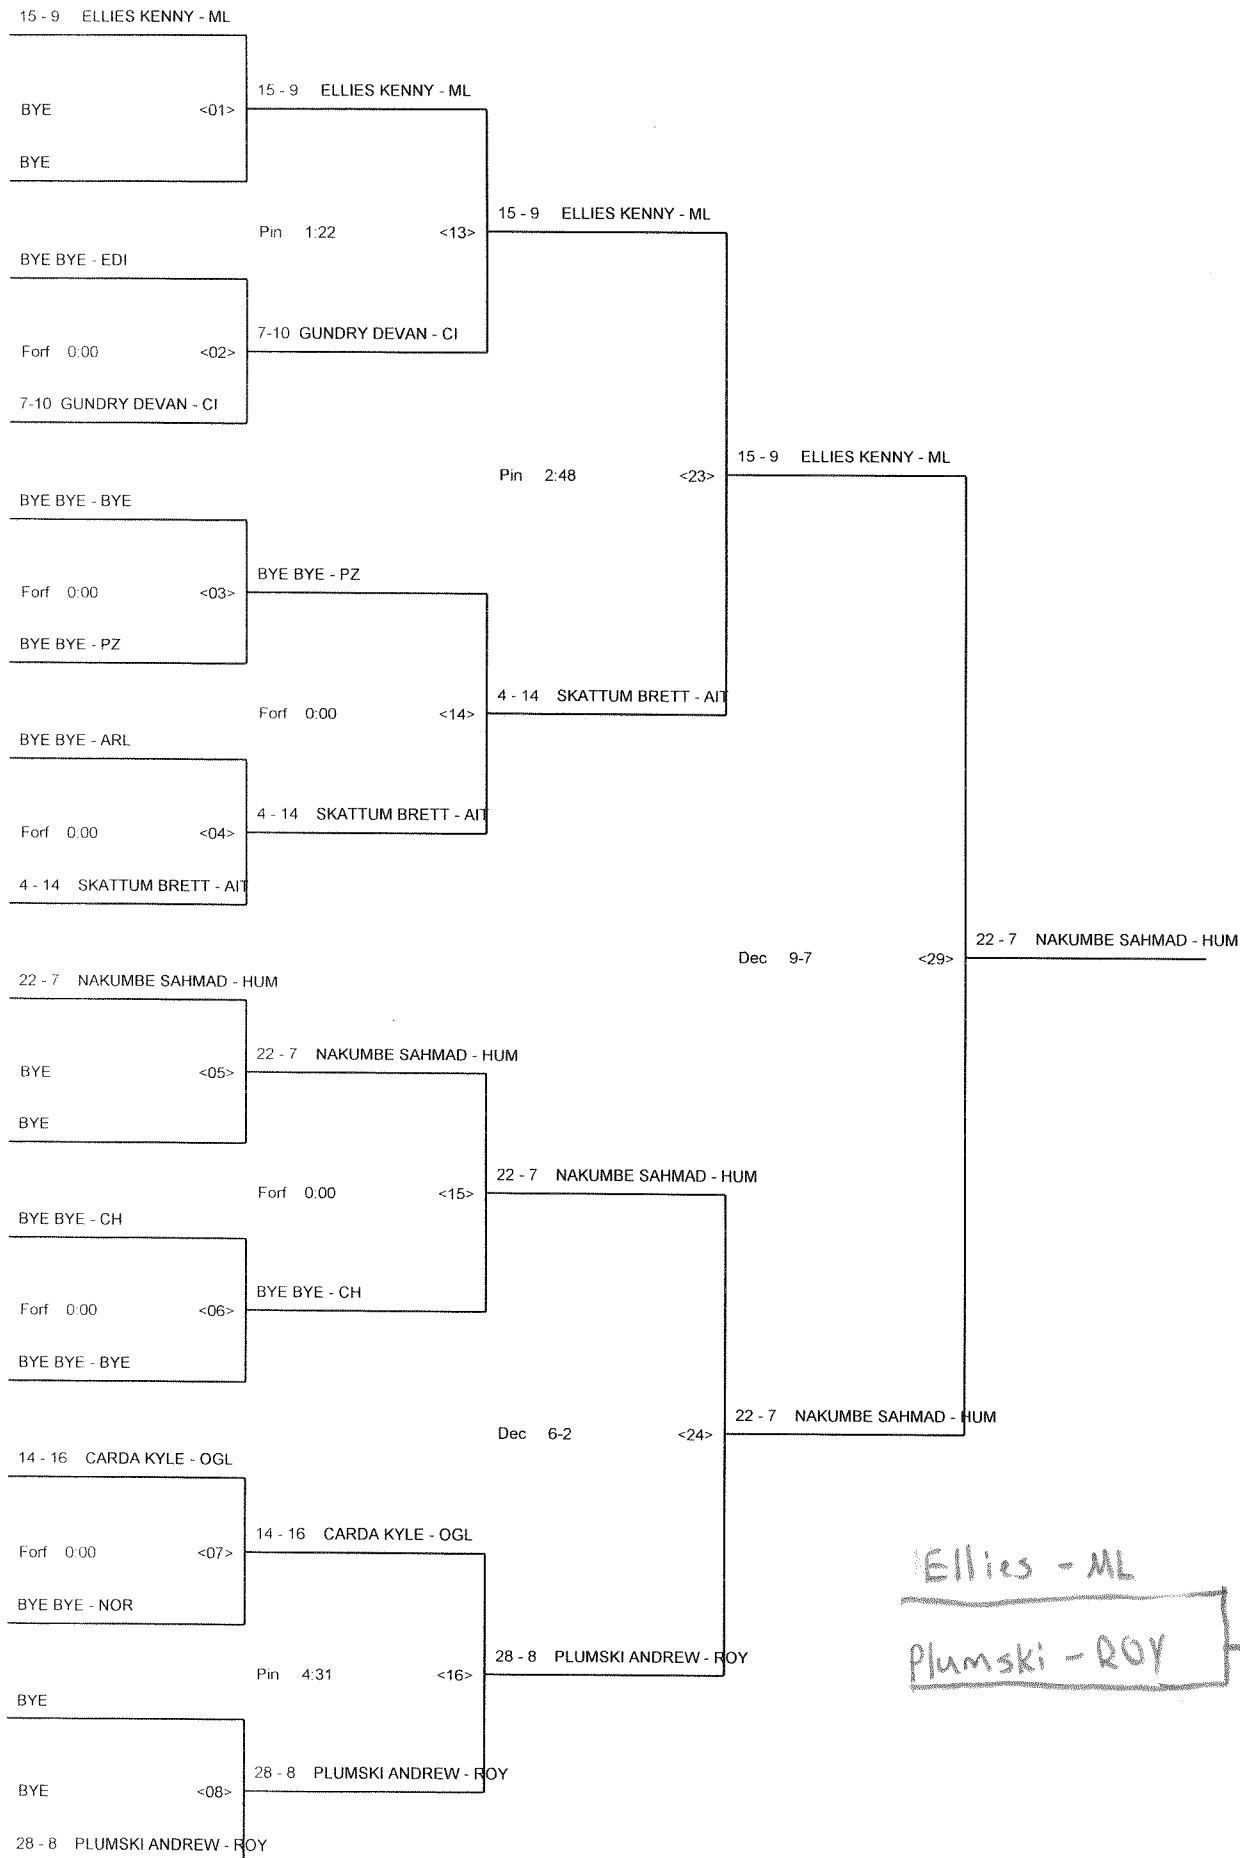 15 - 9 ELLIES KENNY - ML
15 - 9 ELLIES KENNY - ML
BYE <01>
BYE
15 - 9 ELLIES KENNY - ML
Pin 1:22 <13>
BYE BYE - EDI
7-10 GUNDRY DEVAN - CI
Forf 0:00 <02>
7-10 GUNDRY DEVAN - CI
15 - 9 ELLIES KENNY - ML
Pin 2:48 <23>
BYE BYE - BYE
BYE BYE - PZ
Forf 0:00 <03>
BYE BYE - PZ
4 - 14 SKATTUM BRETT - AIT
Forf 0:00 <14>
BYE BYE - ARL
4 - 14 SKATTUM BRETT - AIT
Forf 0:00 <04>
4 - 14 SKATTUM BRETT - AIT
22 - 7 NAKUMBE SAHMAD - HUM
Dec 9-7 <29>
22 - 7 NAKUMBE SAHMAD - HUM
22 - 7 NAKUMBE SAHMAD - HUM
BYE <05>
BYE
22 - 7 NAKUMBE SAHMAD - HUM
Forf 0:00 <15>
BYE BYE - CH
BYE BYE - CH
Forf 0:00 <06>
BYE BYE - BYE
22 - 7 NAKUMBE SAHMAD - HUM
Dec 6-2 <24>
14 - 16 CARDA KYLE - OGL
14 - 16 CARDA KYLE - OGL
Forf 0:00 <07>
BYE BYE - NOR
Ellies - ML
28 - 8 PLUMSKI ANDREW - ROY
Plumski - ROY
Pin 4:31 <16>
BYE
28 - 8 PLUMSKI ANDREW - ROY
BYE <08>
28 - 8 PLUMSKI ANDREW - ROY